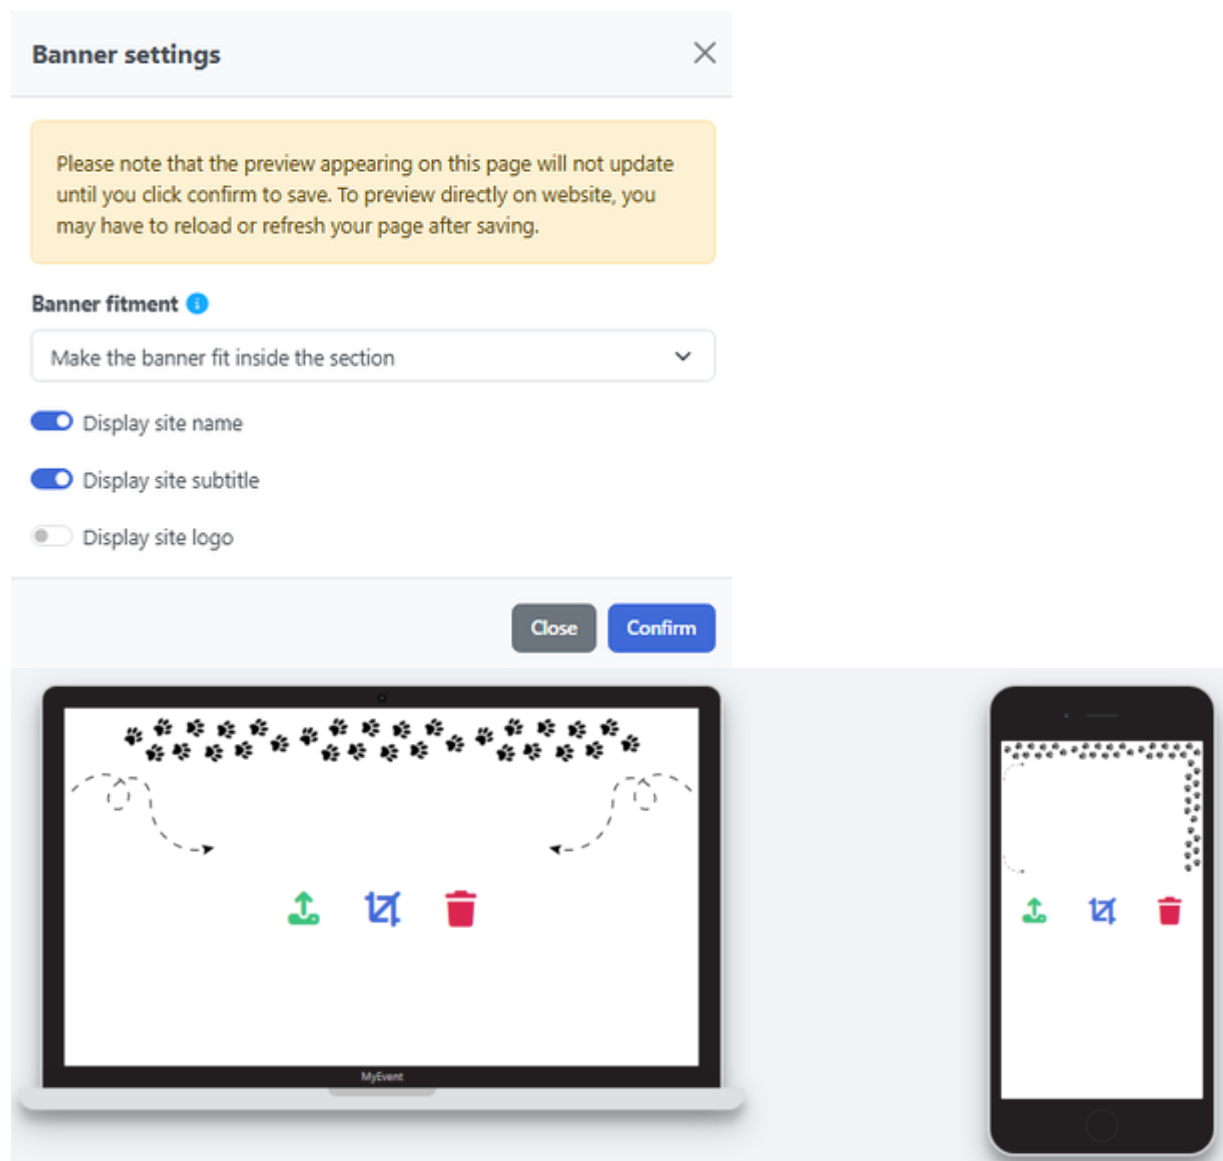 Banner settings
Please note that the preview appearing on this page will not update
until you click confirm to save. To preview directly on website, you
may have to reload or refresh your page after saving.
Banner fitment
Make the banner fit inside the section
Display site name
Display site subtitle
Display site logo
Close Confirm
MyEvent